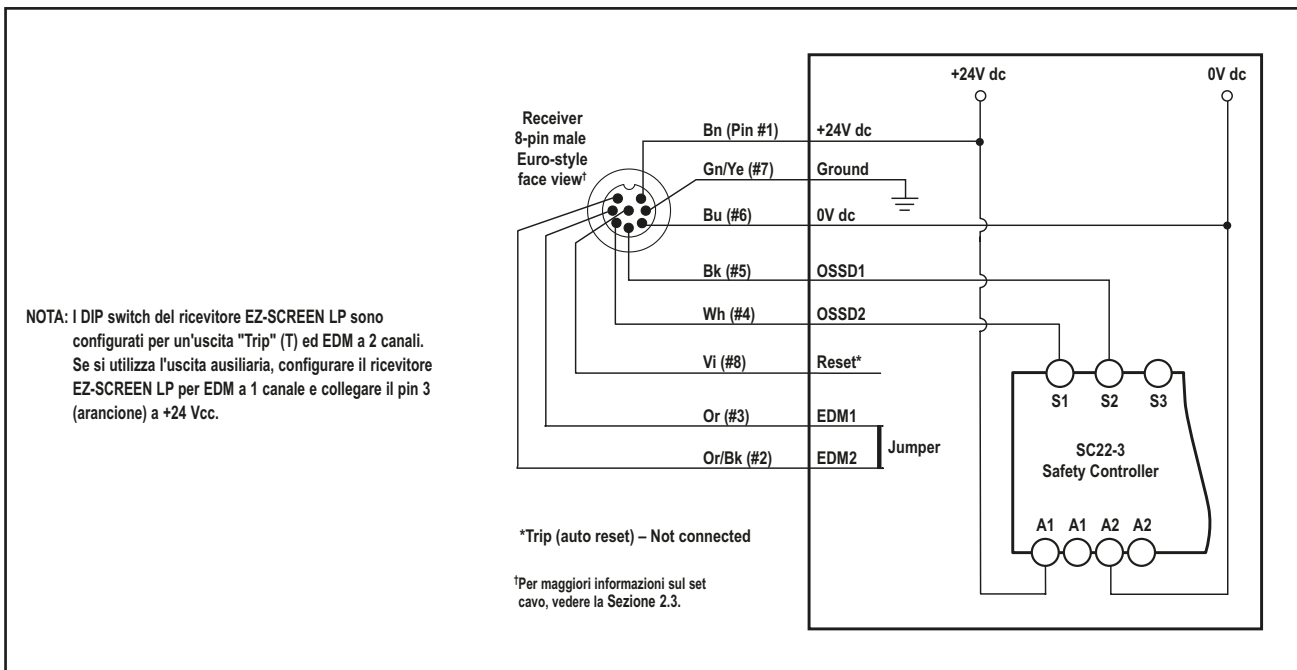 +24V dc
0V dc
Receiver
8-pin male
Euro-style
face view†
Bn (Pin #1)
+24V dc
Gn/Ye (#7)
Ground
Bu (#6)
0V dc
Bk (#5)
OSSD1
Wh (#4)
OSSD2
Vi (#8)
Reset*
Or (#3)
EDM1
Or/Bk (#2)
EDM2
Jumper
NOTA: I DIP switch del ricevitore EZ-SCREEN LP sono
configurati per un'uscita "Trip" (T) ed EDM a 2 canali.
Se si utilizza l'uscita ausiliaria, configurare il ricevitore
EZ-SCREEN LP per EDM a 1 canale e collegare il pin 3
(arancione) a +24 Vcc.
S1 S2 S3
SC22-3
Safety Controller
A1 A1 A2 A2
*Trip (auto reset) – Not connected
†Per maggiori informazioni sul set
cavo, vedere la Sezione 2.3.